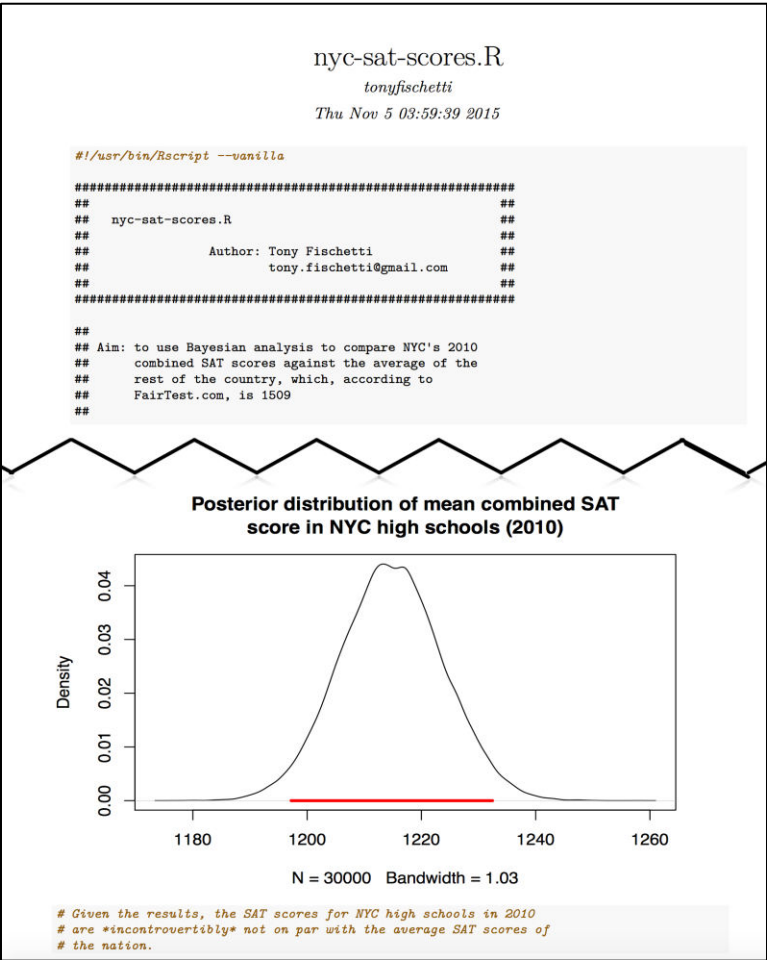 nyc-sat-scores.R
tonyfischetti
Thu Nov 5 03:59:39 2015
#!/usr/bin/Rscript --vanilla
###########################################################
##                                                       ##
##   nyc-sat-scores.R                                    ##
##                                                       ##
##                Author: Tony Fischetti                 ##
##                        tony.fischetti@gmail.com       ##
##                                                       ##
###########################################################
##
## Aim: to use Bayesian analysis to compare NYC's 2010
##      combined SAT scores against the average of the
##      rest of the country, which, according to
##      FairTest.com, is 1509
##
Posterior distribution of mean combined SAT
score in NYC high schools (2010)
Density
0.04
0.03
0.02
0.01
0.00
1180 1200 1220 1240 1260
N = 30000 Bandwidth = 1.03
# Given the results, the SAT scores for NYC high schools in 2010
# are *incontrovertibly* not on par with the average SAT scores of
# the nation.